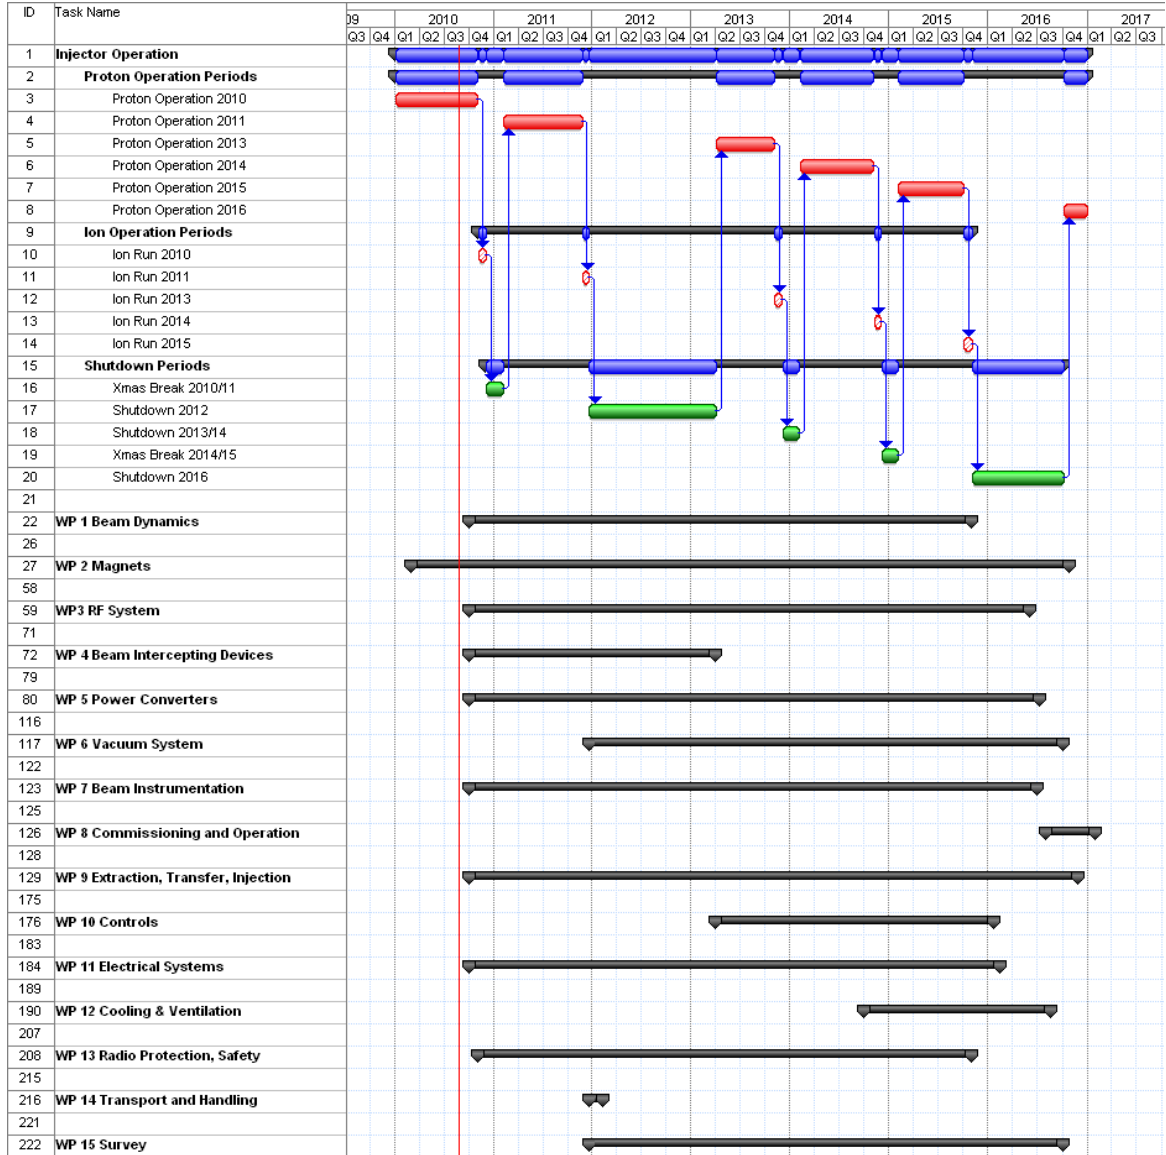 ID Task Name
09 2010 2011 2012 2013 2014 2015 2016 2017
Q3 Q4 Q1 Q2 Q3 Q4 Q1 Q2 Q3 Q4 Q1 Q2 Q3 Q4 Q1 Q2 Q3 Q4 Q1 Q2 Q3 Q4 Q1 Q2 Q3 Q4 Q1 Q2 Q3 Q4 Q1 Q2 Q3
1 Injector Operation
2 Proton Operation Periods
3 Proton Operation 2010
4 Proton Operation 2011
5 Proton Operation 2013
6 Proton Operation 2014
7 Proton Operation 2015
8 Proton Operation 2016
9 Ion Operation Periods
10 Ion Run 2010
11 Ion Run 2011
12 Ion Run 2013
13 Ion Run 2014
14 Ion Run 2015
15 Shutdown Periods
16 Xmas Break 2010/11
17 Shutdown 2012
18 Shutdown 2013/14
19 Xmas Break 2014/15
20 Shutdown 2016
21
22 WP 1 Beam Dynamics
26
27 WP 2 Magnets
58
59 WP3 RF System
71
72 WP 4 Beam Intercepting Devices
79
80 WP 5 Power Converters
116
117 WP 6 Vacuum System
122
123 WP 7 Beam Instrumentation
125
126 WP 8 Commissioning and Operation
128
129 WP 9 Extraction, Transfer, Injection
175
176 WP 10 Controls
183
184 WP 11 Electrical Systems
189
190 WP 12 Cooling & Ventilation
207
208 WP 13 Radio Protection, Safety
215
216 WP 14 Transport and Handling
221
222 WP 15 Survey